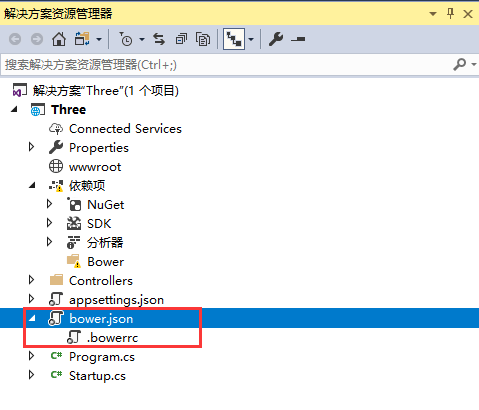 解决方案资源管理器
搜索解决方案资源管理器(Ctrl+;)
解决方案"Three"(1 个项目)
Three
Connected Services
Properties
wwwroot
依赖项
NuGet
SDK
分析器
Bower
Controllers
appsettings.json
bower.json
.bowerrc
C# Program.cs
C# Startup.cs